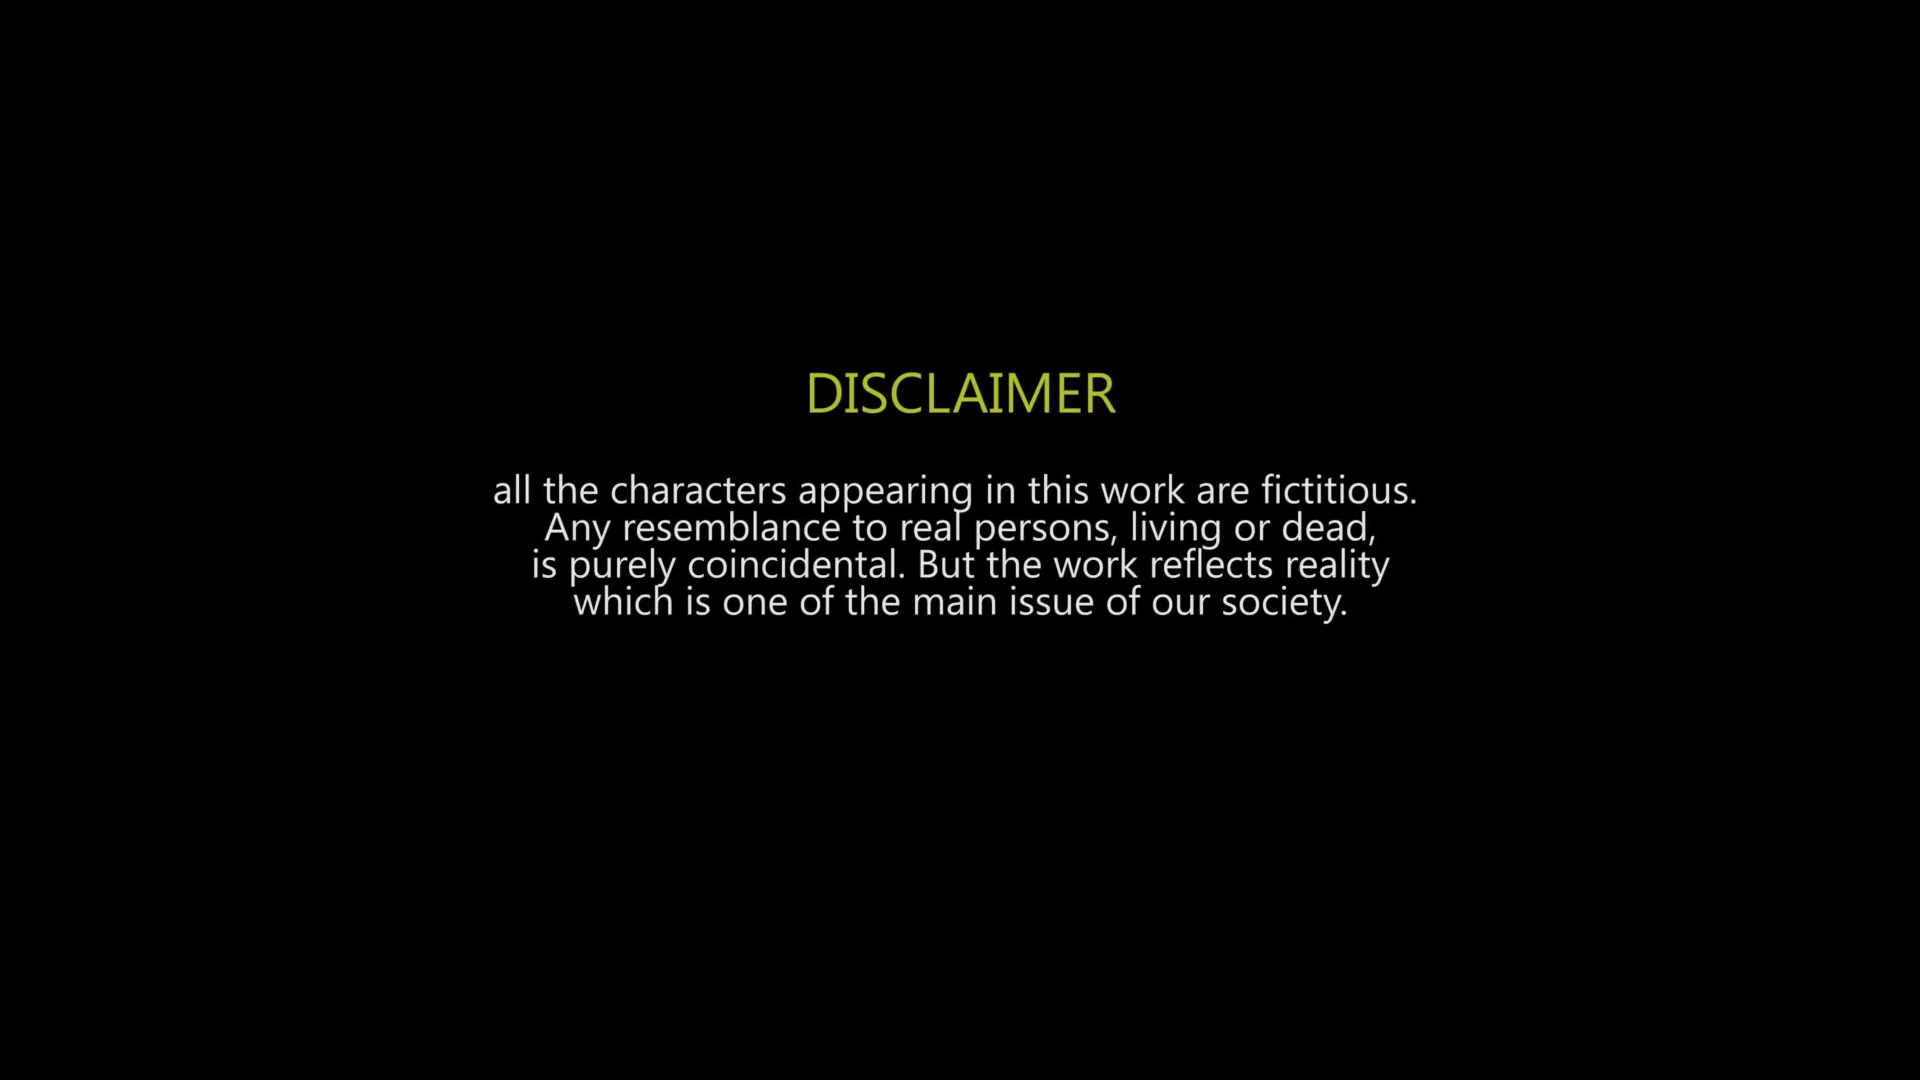 DISCLAIMER
all the characters appearing in this work are fictitious.
Any resemblance to real persons, living or dead,
is purely coincidental. But the work reflects reality
which is one of the main issue of our society.